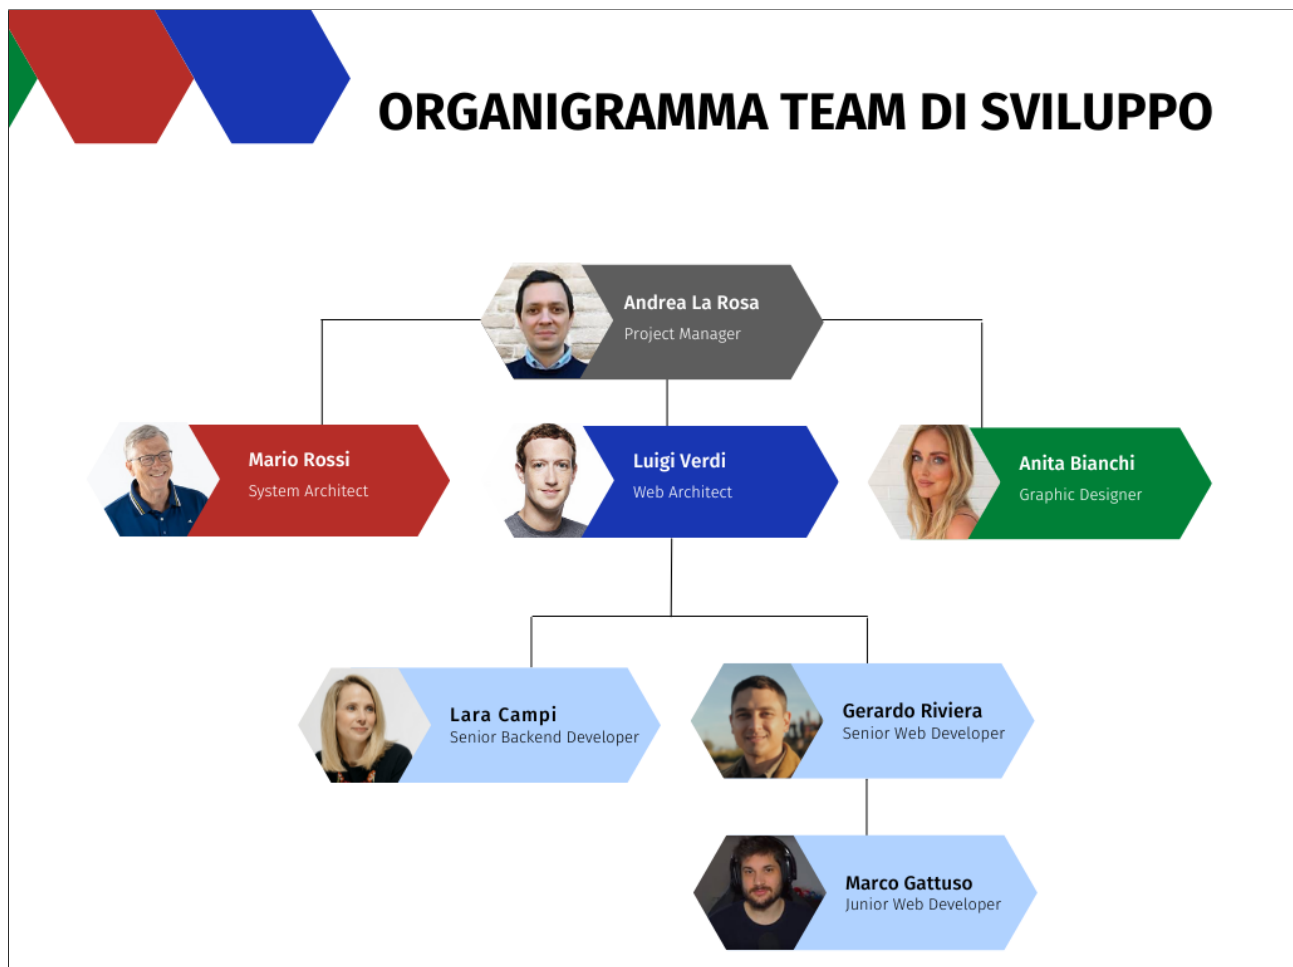 ORGANIGRAMMA TEAM DI SVILUPPO
Andrea La Rosa
Project Manager
Mario Rossi
System Architect
Luigi Verdi
Web Architect
Anita Bianchi
Graphic Designer
Lara Campi
Senior Backend Developer
Gerardo Riviera
Senior Web Developer
Marco Gattuso
Junior Web Developer